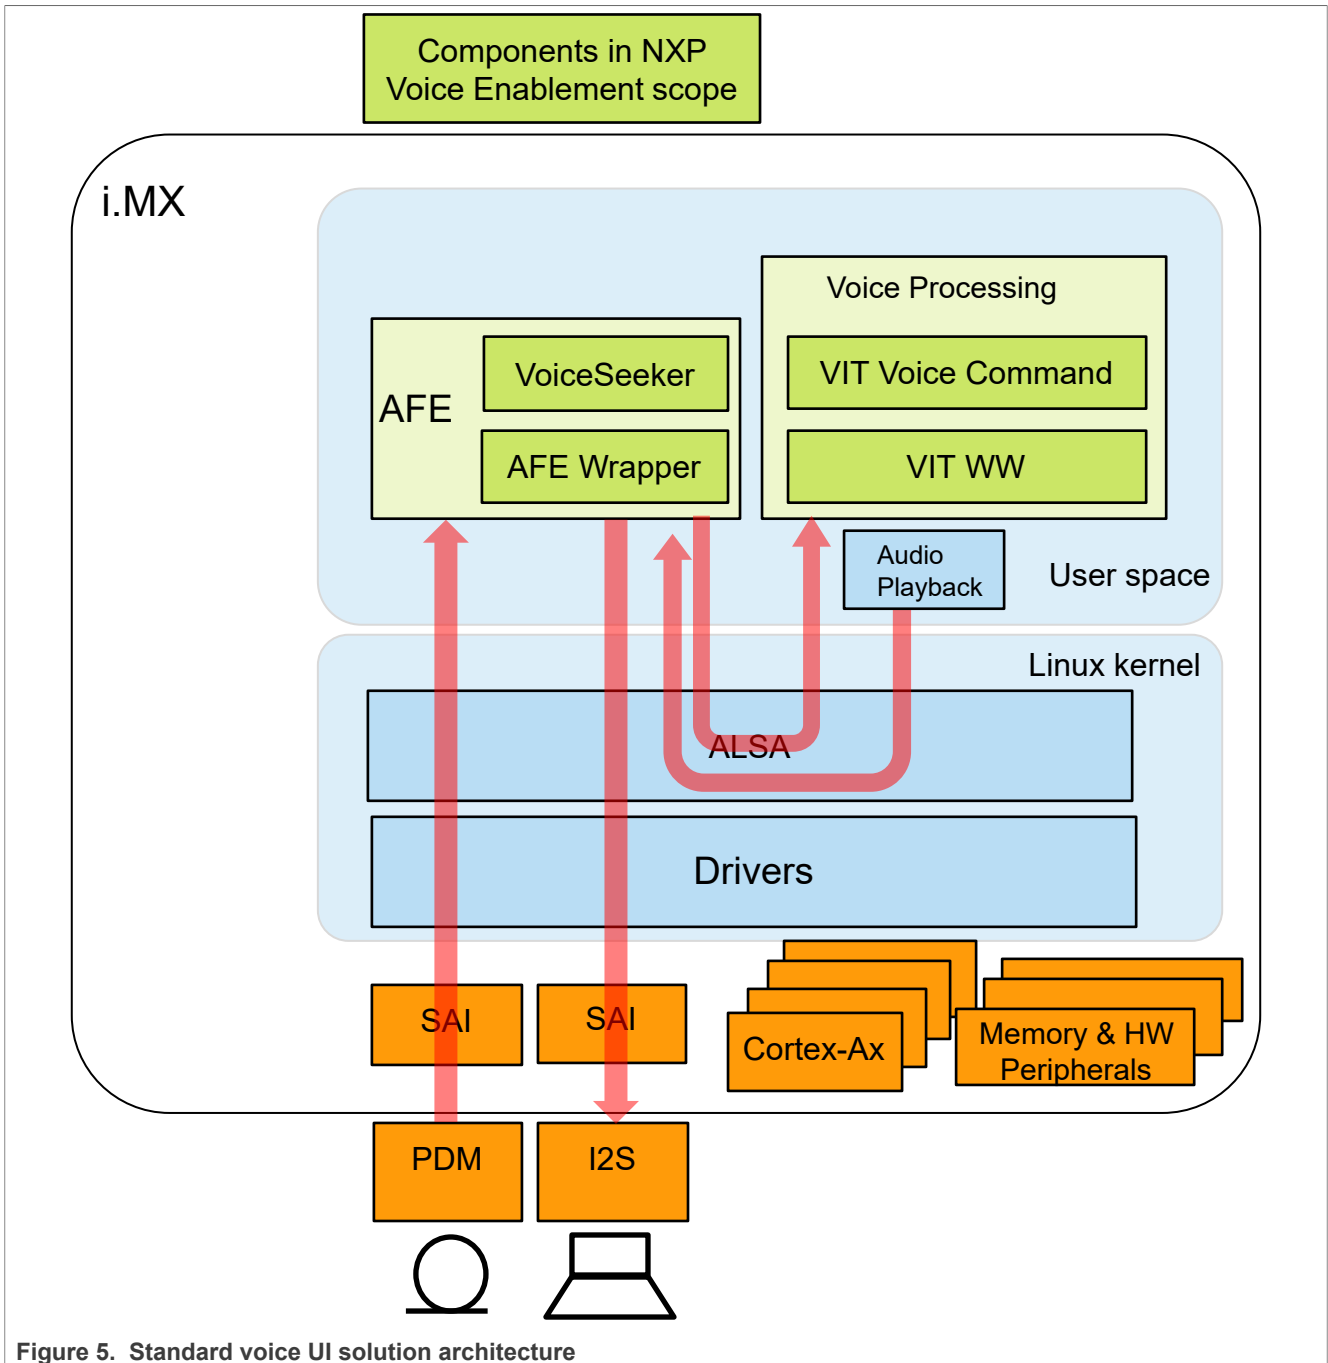 Components in NXP
Voice Enablement scope
i.MX
Voice Processing
VoiceSeeker
VIT Voice Command
AFE
AFE Wrapper
VIT WW
Audio
Playback
User space
Linux kernel
ALSA
Drivers
SAI
SAI
Cortex-Ax
Memory & HW
Peripherals
PDM
I2S
Figure 5. Standard voice UI solution architecture